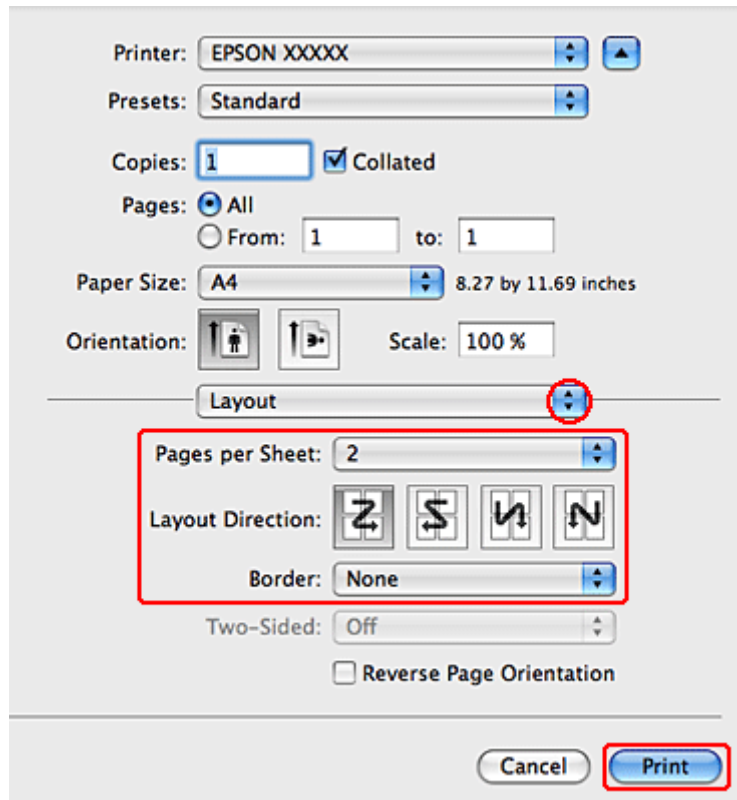 Printer: EPSON XXXXX
Presets: Standard
Copies: 1 Collated
Pages: All
From: 1 to: 1
Paper Size: A4 8.27 by 11.69 inches
Orientation: Scale: 100 %
Layout
Pages per Sheet: 2
Layout Direction:
Border: None
Two-Sided: Off
Reverse Page Orientation
Cancel Print